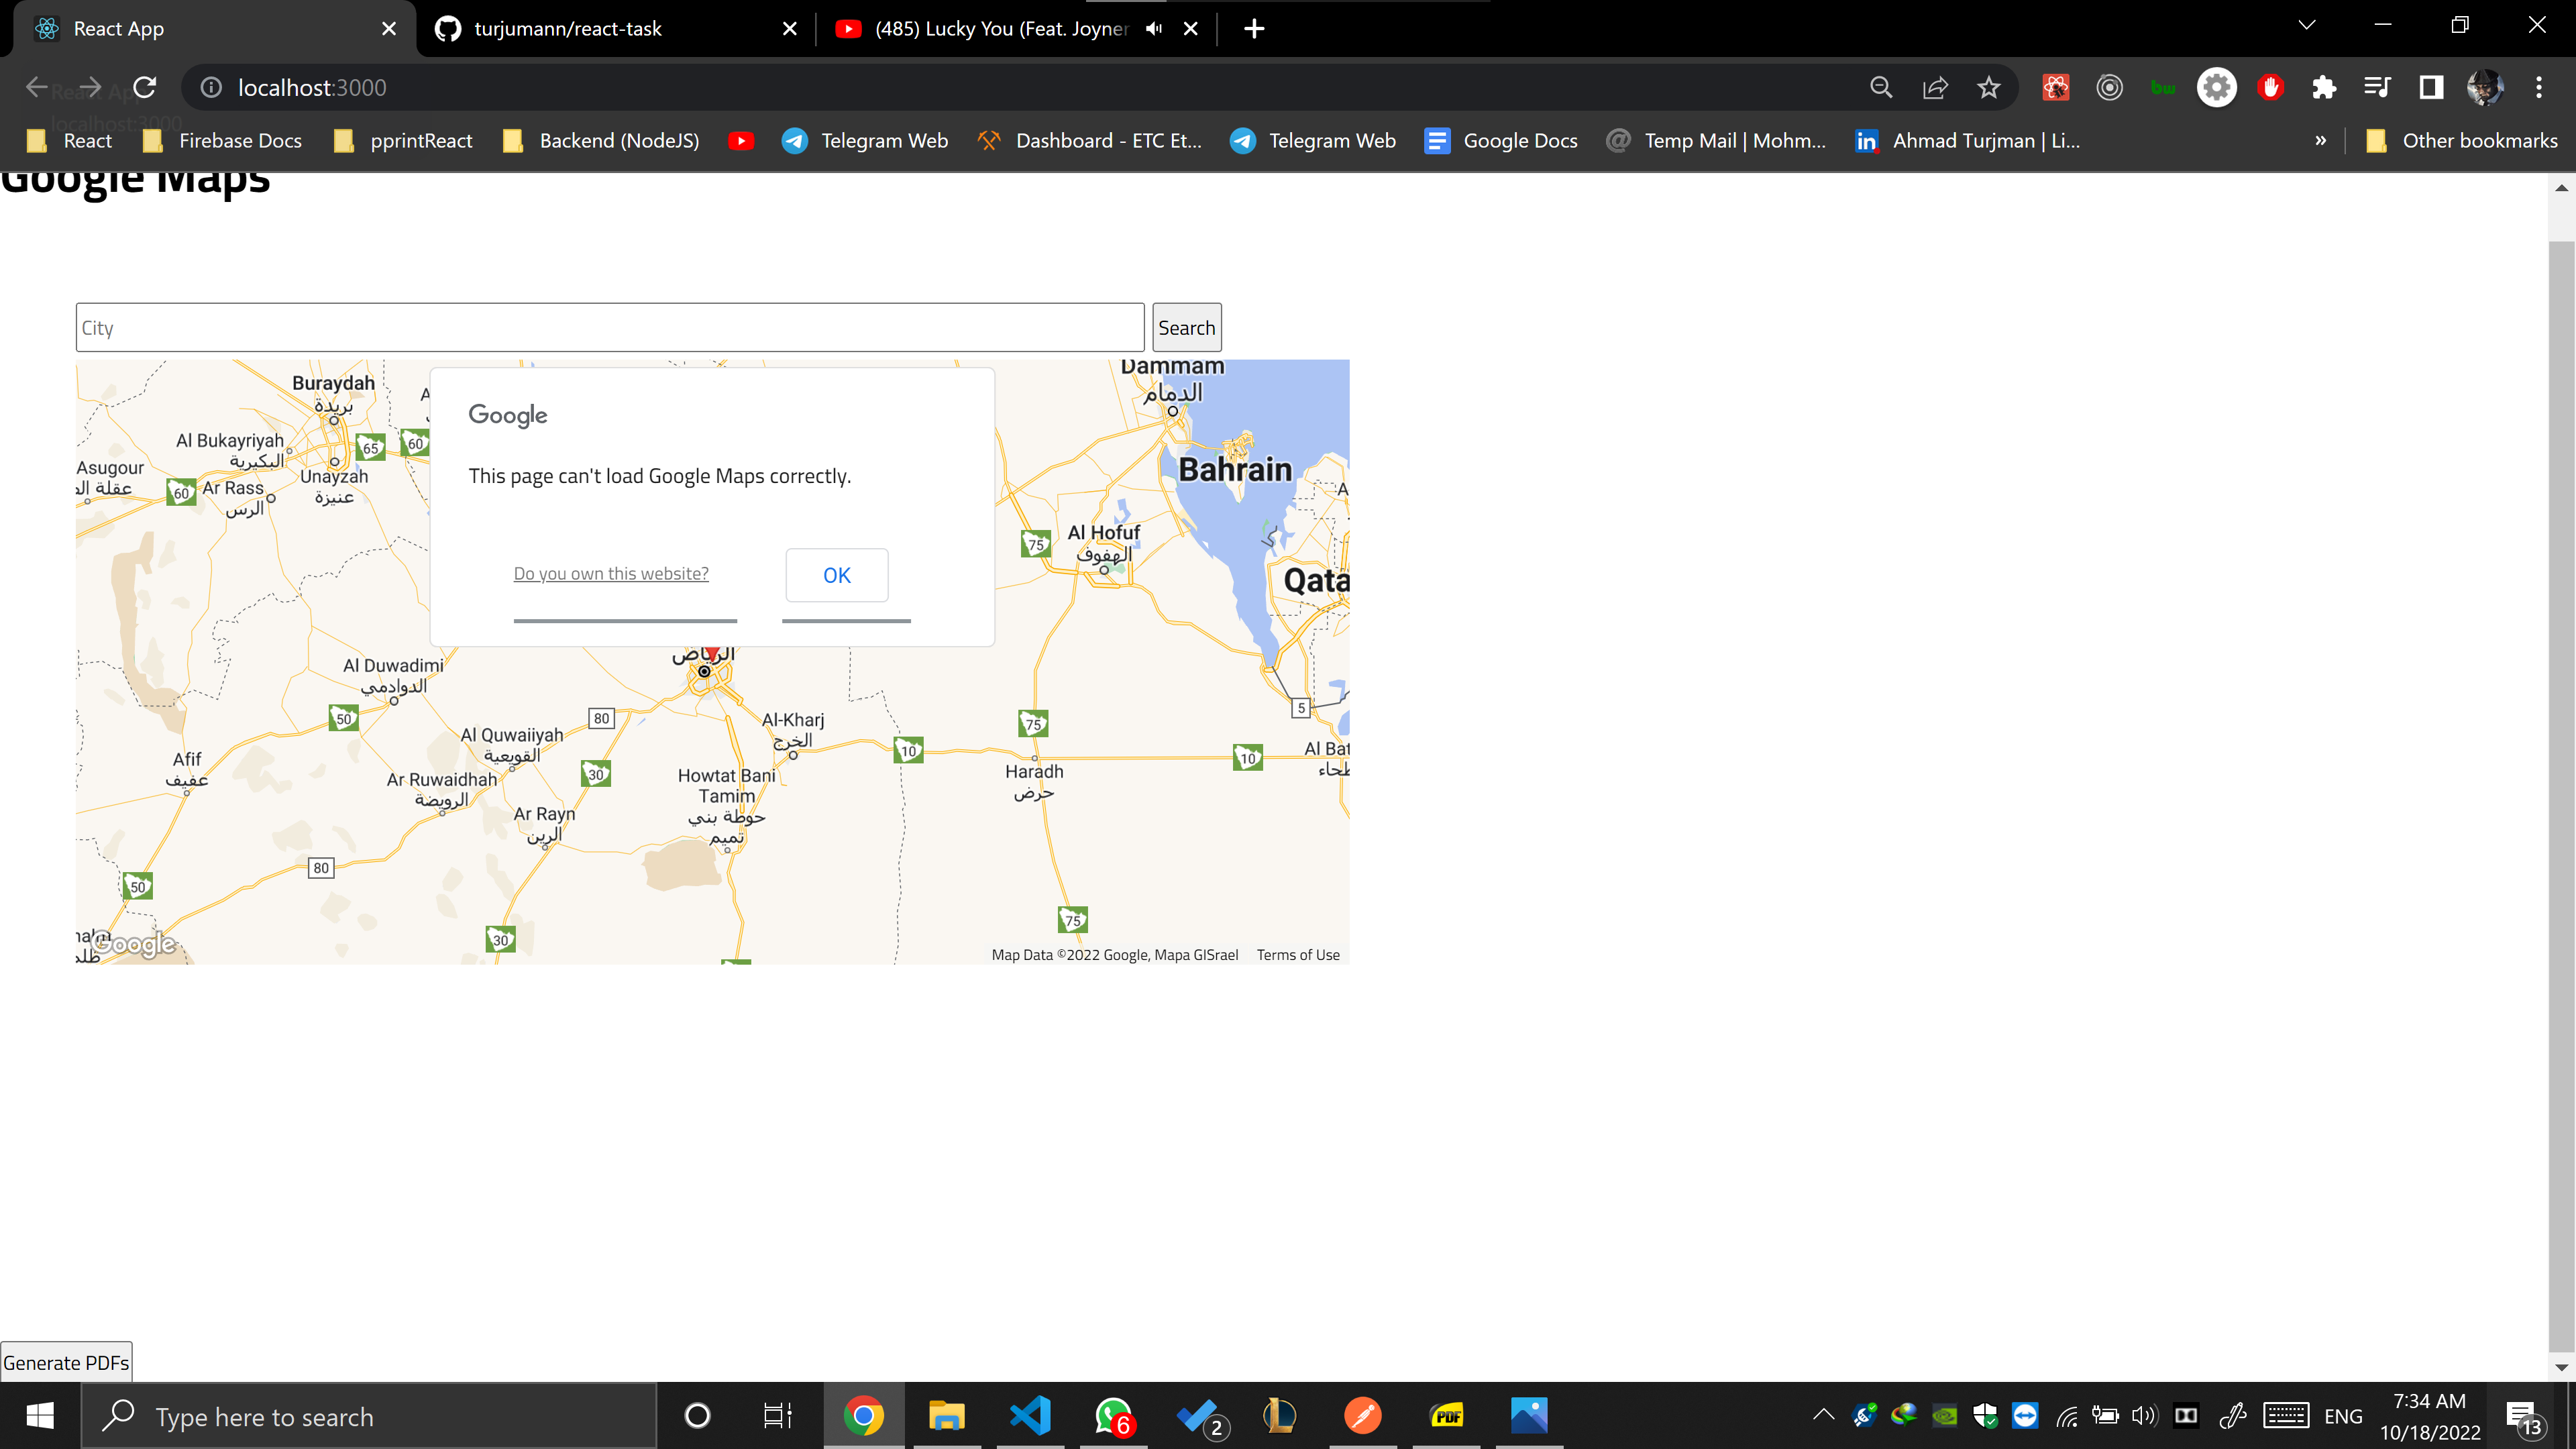 React App
turjumann/react-task
(485) Lucky You (Feat. Joyner
localhost:3000
React App
localhost:3000
React
Firebase Docs
pprintReact
Backend (NodeJS)
Telegram Web
Dashboard - ETC Et...
Telegram Web
Google Docs
Temp Mail | Mohm...
Ahmad Turjman | Li...
»
Other bookmarks
Google Maps
City
Search
Dammam
الدمام
Buraydah
بريدة
Al Bukayriyah
البكيرية
65
60
Asugour
عقلة
60
Ar Rass
الرس
Unayzah
عنيزة
Bahrain
Google
This page can't load Google Maps correctly.
Do you own this website?
OK
75
Al Hofuf
الهفوف
Qata
الرياض
Al Duwadimi
الدوادمي
50
80
Al Quwaiiyah
القويعية
Al-Kharj
الخرج
75
5
10
10
Al Bat
Afif
عفيف
Ar Ruwaidhah
الرويضة
30
Howtat Bani
Tamim
حوطة بني
تميم
Haradh
حرض
Ar Rayn
الرين
80
50
75
30
Google
Map Data ©2022 Google, Mapa GISrael
Terms of Use
Generate PDFs
Type here to search
6
2
PDF
ENG
7:34 AM
10/18/2022
13